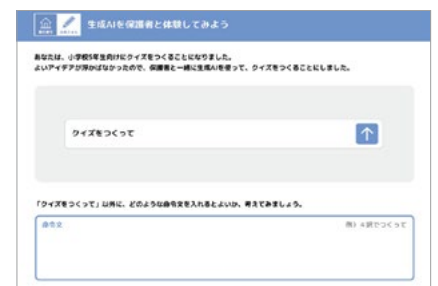 生成AIを保護者と体験してみよう
あなたは、小学校5年生向けにクイズをつくることになりました。
よいアイデアが浮かばなかったので、保護者と一緒に生成AIを使って、クイズをつくることにしました。
クイズをつくって
「クイズをつくって」以外に、どのような命令文を入れるとよいか、考えてみましょう。
命令文
例）4択でつくって